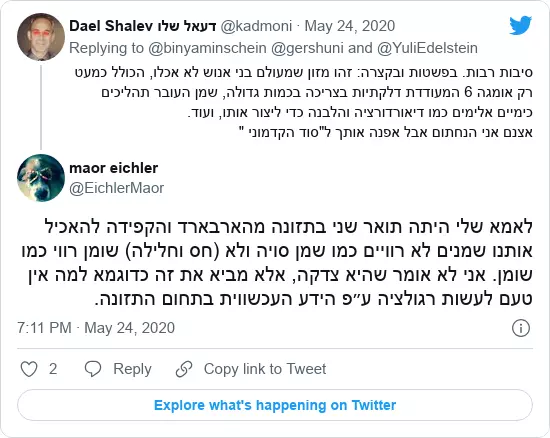 Dael Shalev דעאל שלו @kadmoni · May 24, 2020
Replying to @binyaminschein @gershuni and @YuliEdelstein
סיבות רבות. בפשטות ובקצרה: זהו מזון שמעולם בני אנוש לא אכלו, הכולל כמעט
רק אומגה 6 המעודדת דלקתיות בצריכה בכמות גדולה, שמן העובר תהליכים
כימיים אלימים כמו דיאודורציה והלבנה כדי ליצור אותו, ועוד.
אצנם אני הנחתום אבל אפנה אותך ל"סוד הקדמוני "
maor eichler
@EichlerMaor
לאמא שלי היתה תואר שני בתזונה מהארבארד והקפידה להאכיל
אותנו שמנים לא רוויים כמו שמן סויה ולא (חס וחלילה) שומן רווי כמו
שומן. אני לא אומר שהיא צדקה, אלא מביא את זה כדוגמא למה אין
טעם לעשות רגולציה ע״פ הידע העכשווית בתחום התזונה.
7:11 PM · May 24, 2020
2 Reply Copy link to Tweet
Explore what's happening on Twitter